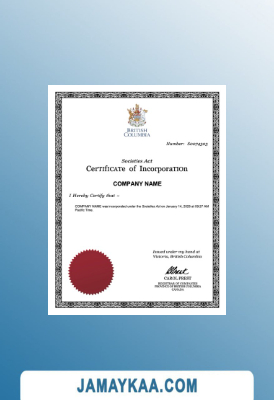 BRITISH
COLUMBIA
Number:
Societies Act
Certificate of Incorporation
COMPANY NAME
I Hereby Certify that -
COMPANY NAME was incorporated under the Societies Act on January 14, 2020 at 09:27 AM
Pacific Time.
Issued under my hand at
Victoria, British Columbia
CAROL PREST
REGISTRAR OF COMPANIES
PROVINCE OF BRITISH COLUMBIA
CANADA
JAMAYKAA.COM